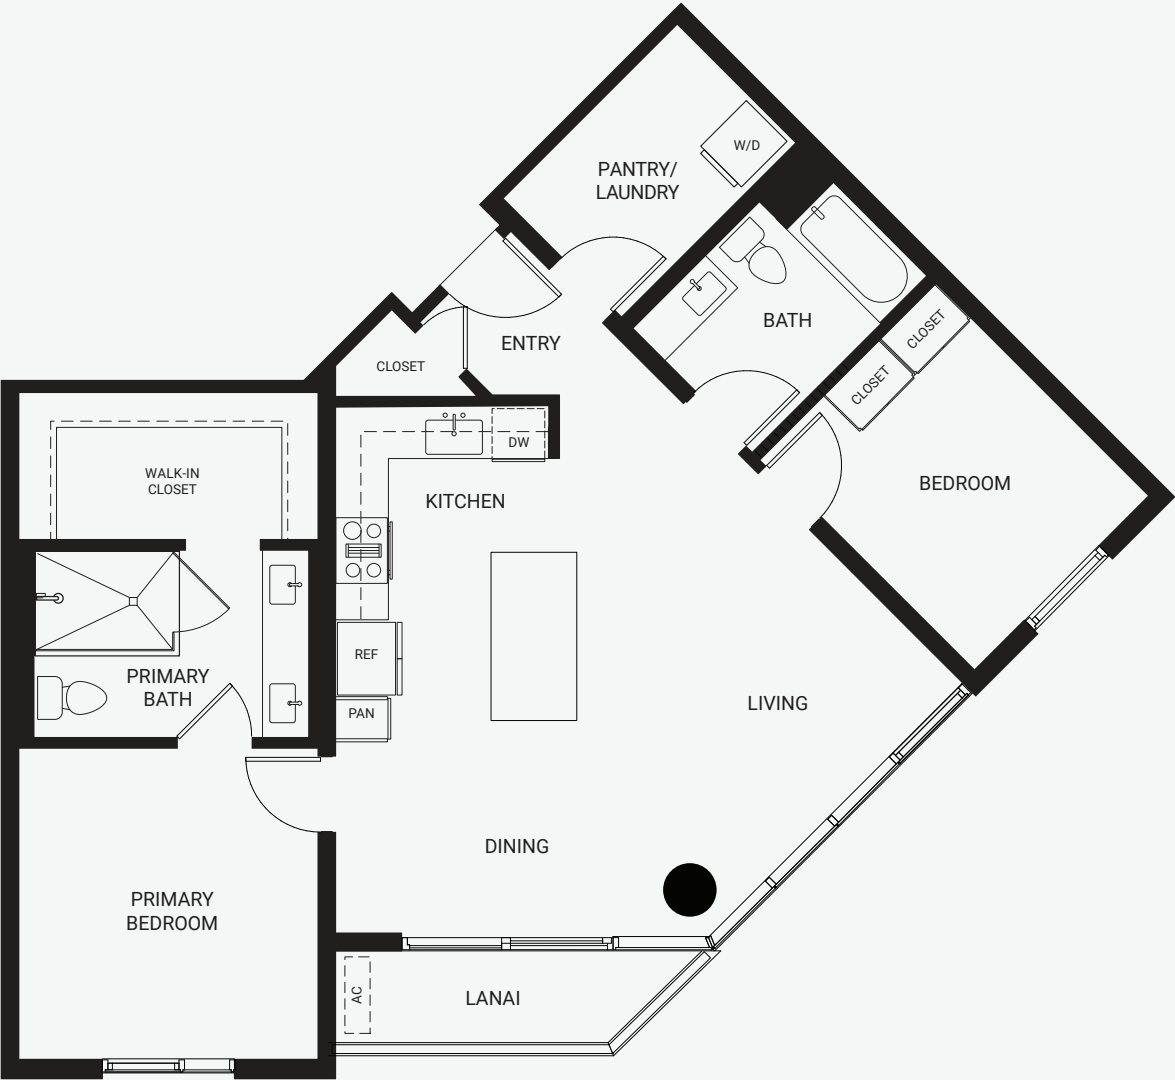 W/D
PANTRY/
LAUNDRY
BATH
CLOSET
ENTRY
CLOSET
CLOSET
DW
WALK-IN
CLOSET
KITCHEN
BEDROOM
REF
PRIMARY
BATH
PAN
LIVING
DINING
PRIMARY
BEDROOM
AC
LANAI